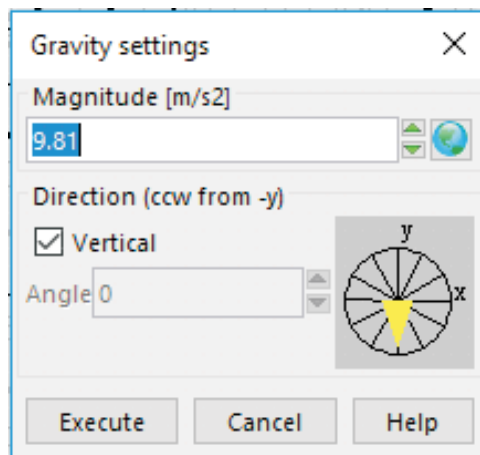 Gravity settings
Magnitude [m/s2]
9.81
Direction (ccw from -y)
Vertical
y
x
Angle 0
Execute Cancel Help